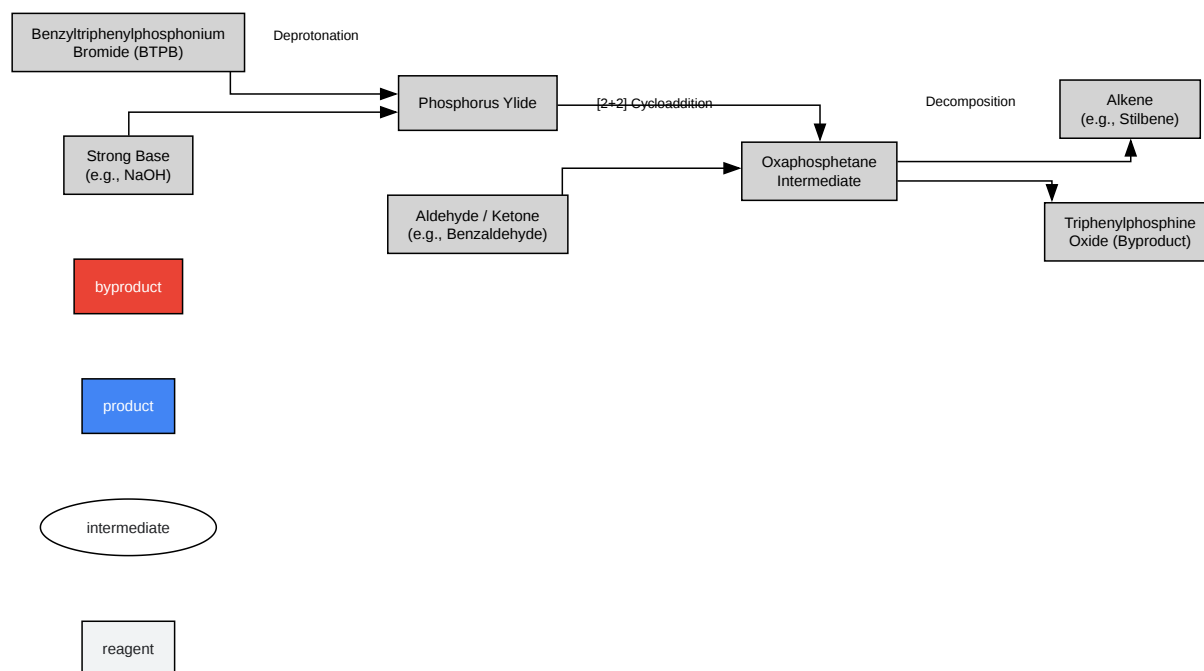 Benzyltriphenylphosphonium
Bromide (BTPB)
Deprotonation
Strong Base
(e.g., NaOH)
Phosphorus Ylide
[2+2] Cycloaddition
Aldehyde / Ketone
(e.g., Benzaldehyde)
Oxaphosphetane
Intermediate
Decomposition
Alkene
(e.g., Stilbene)
Triphenylphosphine
Oxide (Byproduct)
byproduct
product
intermediate
reagent